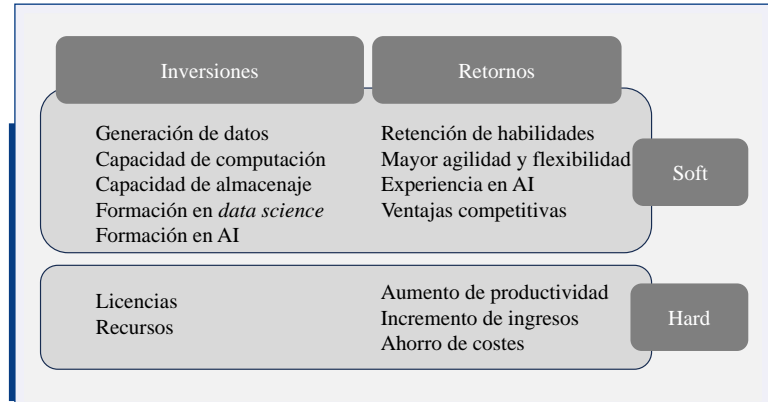 Inversiones
Retornos
Generación de datos
Capacidad de computación
Capacidad de almacenaje
Formación en data science
Formación en AI
Retención de habilidades
Mayor agilidad y flexibilidad
Experiencia en AI
Ventajas competitivas
Soft
Licencias
Recursos
Aumento de productividad
Incremento de ingresos
Ahorro de costes
Hard